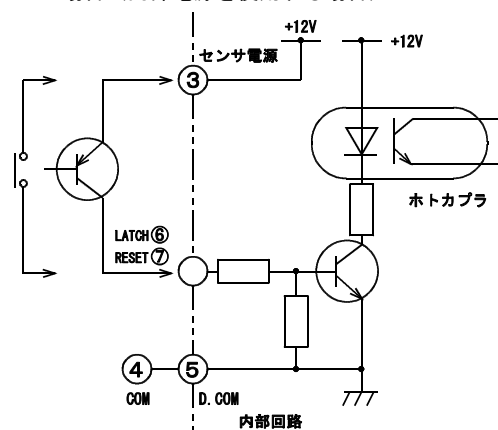 +12V
センサ電源
+12V
③
ホトカプラ
LATCH⑥
RESET⑦
④ ⑤
COM D.COM
内部回路